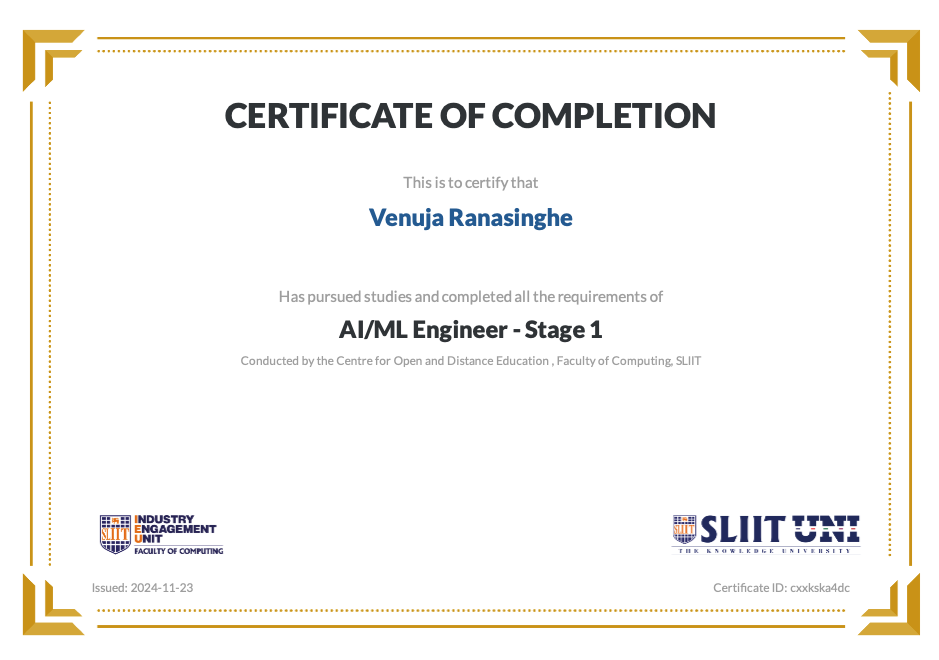 CERTIFICATE OF COMPLETION
This is to certify that
Venuja Ranasinghe
Has pursued studies and completed all the requirements of
AI/ML Engineer - Stage 1
Conducted by the Centre for Open and Distance Education , Faculty of Computing, SLIIT
SLIIT
INDUSTRY
ENGAGEMENT
UNIT
FACULTY OF COMPUTING
SLIIT
SLIIT UNI
THE KNOWLEDGE UNIVERSITY
Issued: 2024-11-23
Certificate ID: cxxkska4dc